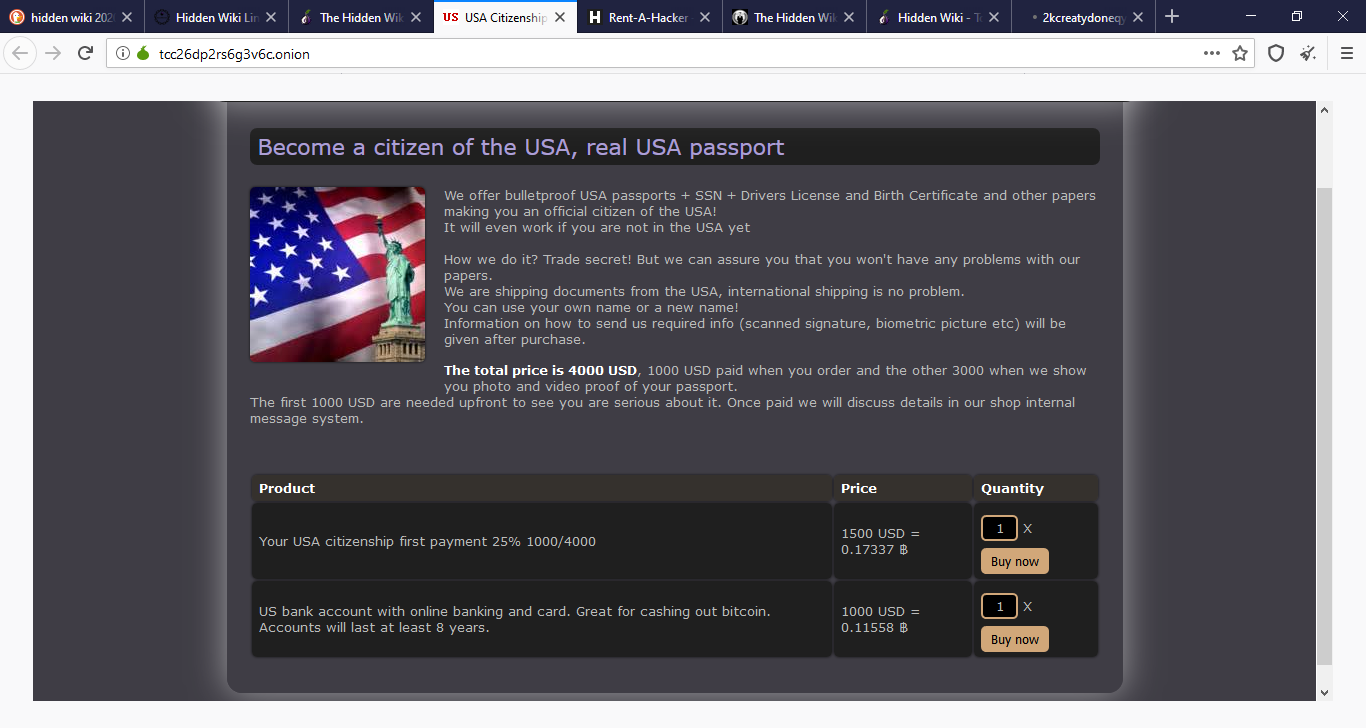 hidden wiki 202
Hidden Wiki Lin
The Hidden Wik
US USA Citizenship
H Rent-A-Hacker
The Hidden Wik
Hidden Wiki - To
2kcreatydoneqy
tcc26dp2rs6g3v6c.onion
Become a citizen of the USA, real USA passport
We offer bulletproof USA passports + SSN + Drivers License and Birth Certificate and other papers
making you an official citizen of the USA!
It will even work if you are not in the USA yet
How we do it? Trade secret! But we can assure you that you won't have any problems with our
papers.
We are shipping documents from the USA, international shipping is no problem.
You can use your own name or a new name!
Information on how to send us required info (scanned signature, biometric picture etc) will be
given after purchase.
The total price is 4000 USD, 1000 USD paid when you order and the other 3000 when we show
you photo and video proof of your passport.
The first 1000 USD are needed upfront to see you are serious about it. Once paid we will discuss details in our shop internal
message system.
Product Price Quantity
Your USA citizenship first payment 25% 1000/4000
1500 USD =
0.17337 ฿
1 X
Buy now
US bank account with online banking and card. Great for cashing out bitcoin.
Accounts will last at least 8 years.
1000 USD =
0.11558 ฿
1 X
Buy now